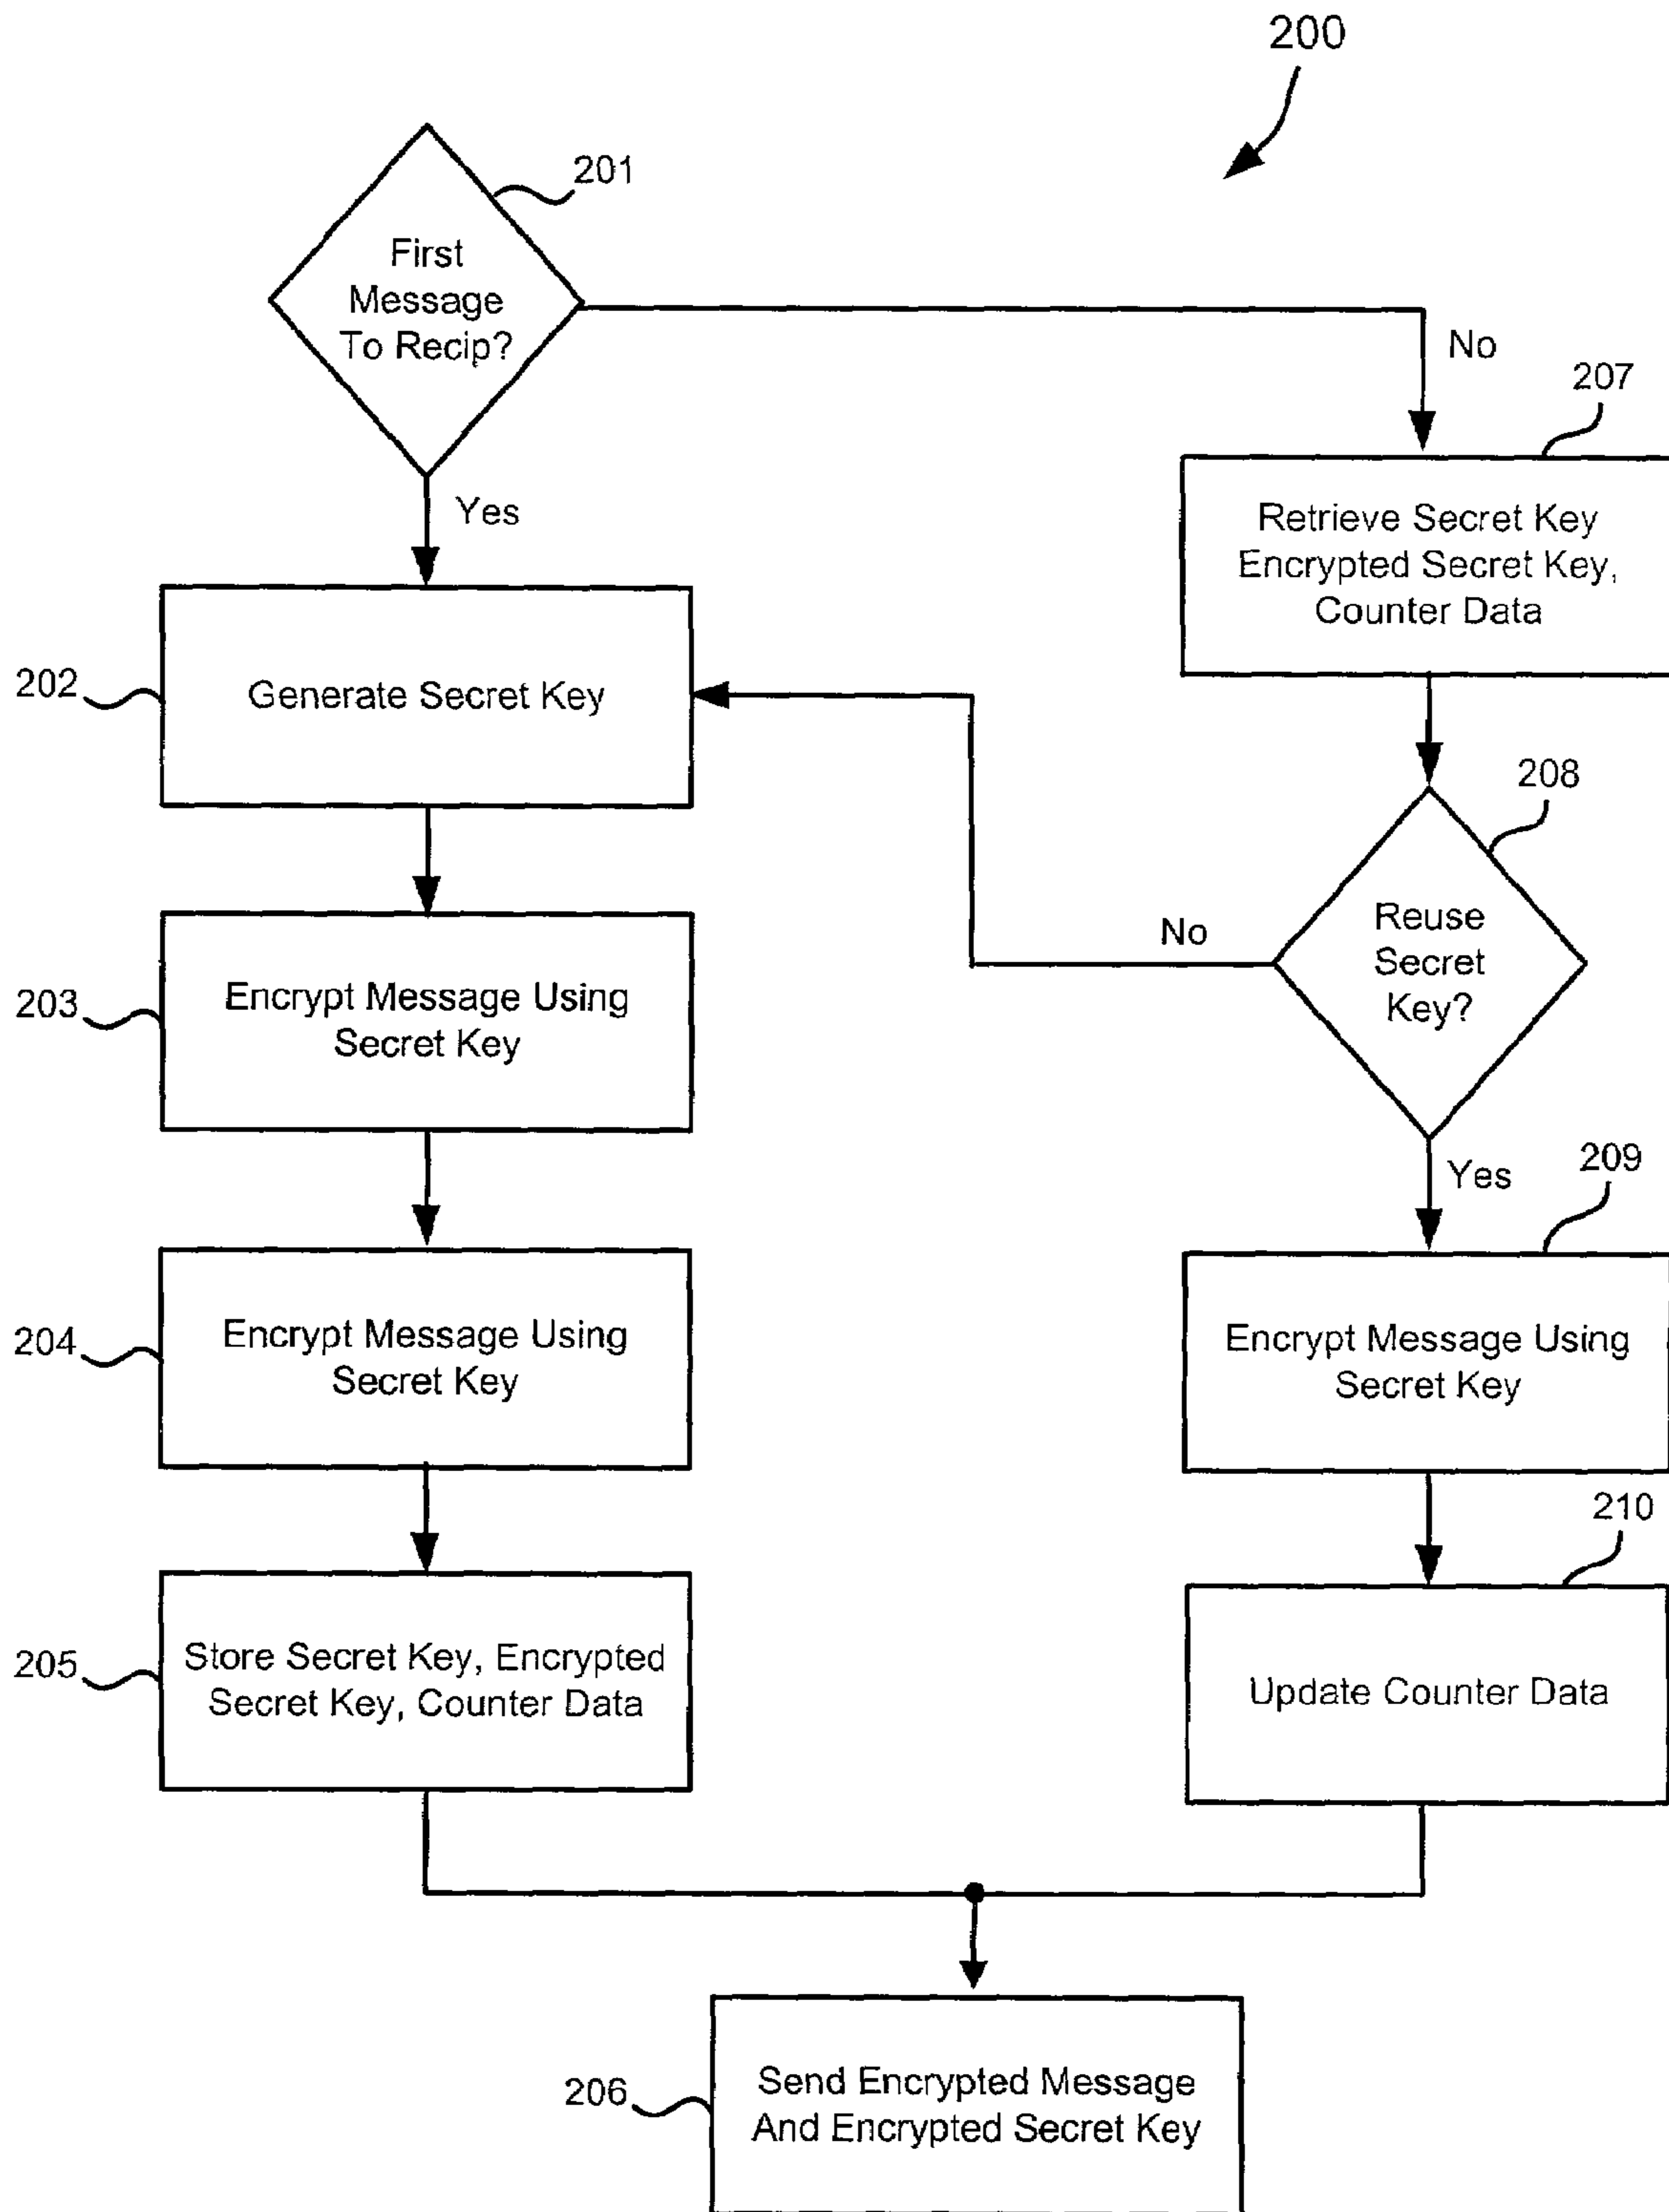 200
201
First
Message
To Recip?
No
Yes
207
Retrieve Secret Key
Encrypted Secret Key,
Counter Data
202
Generate Secret Key
208
Reuse
Secret
Key?
No
Yes
203
Encrypt Message Using
Secret Key
209
Encrypt Message Using
Secret Key
204
Encrypt Message Using
Secret Key
210
Update Counter Data
205
Store Secret Key, Encrypted
Secret Key, Counter Data
206
Send Encrypted Message
And Encrypted Secret Key